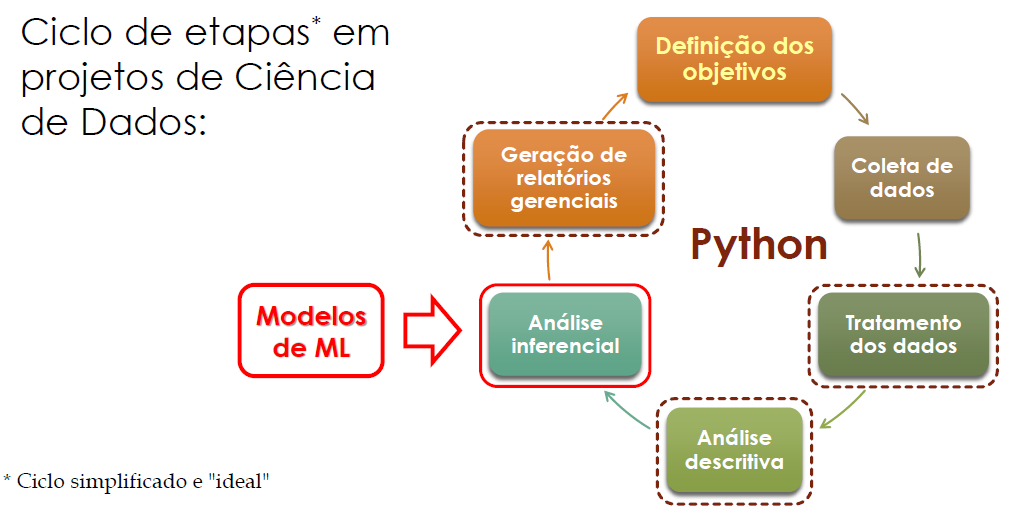 Ciclo de etapas* em
projetos de Ciência
de Dados:
Definição dos
objetivos
Coleta de
dados
Tratamento
dos dados
Análise
descritiva
Análise
inferencial
Geração de
relatórios
gerenciais
Python
Modelos
de ML
* Ciclo simplificado e "ideal"